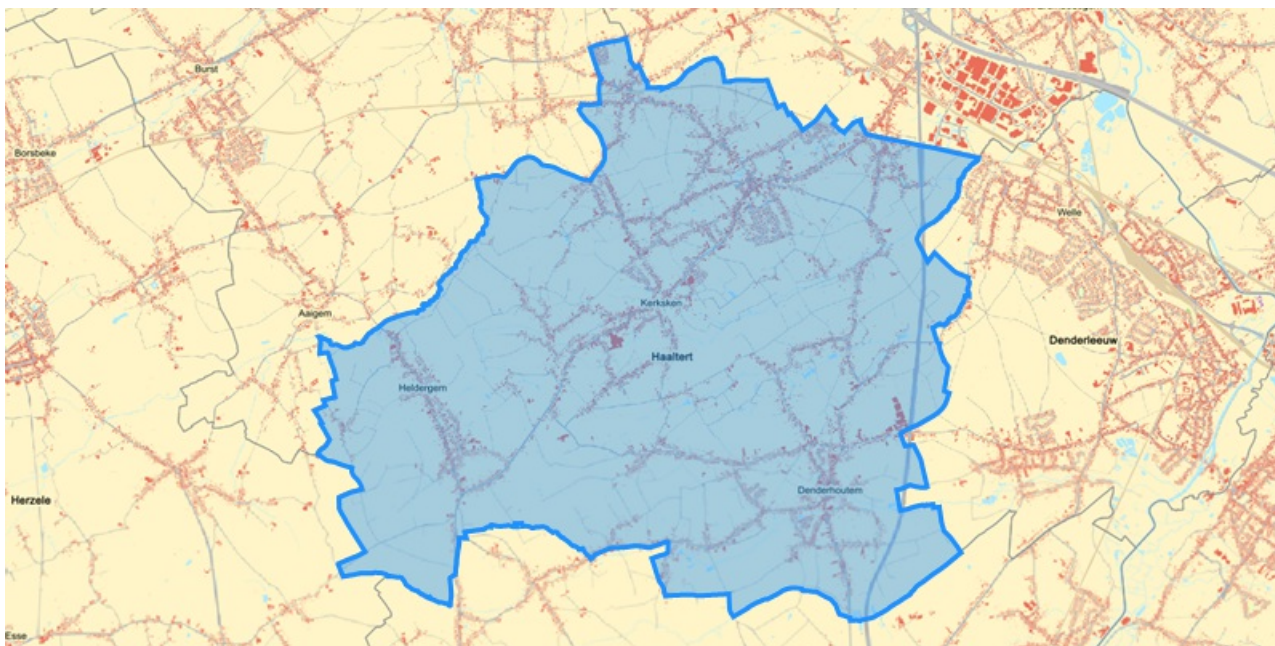 Burst
Borsbeke
Welle
Kerksken
Aaigem
Denderleeuw
Haaltert
Heldergem
Denderhoutem
Herzele
Esse